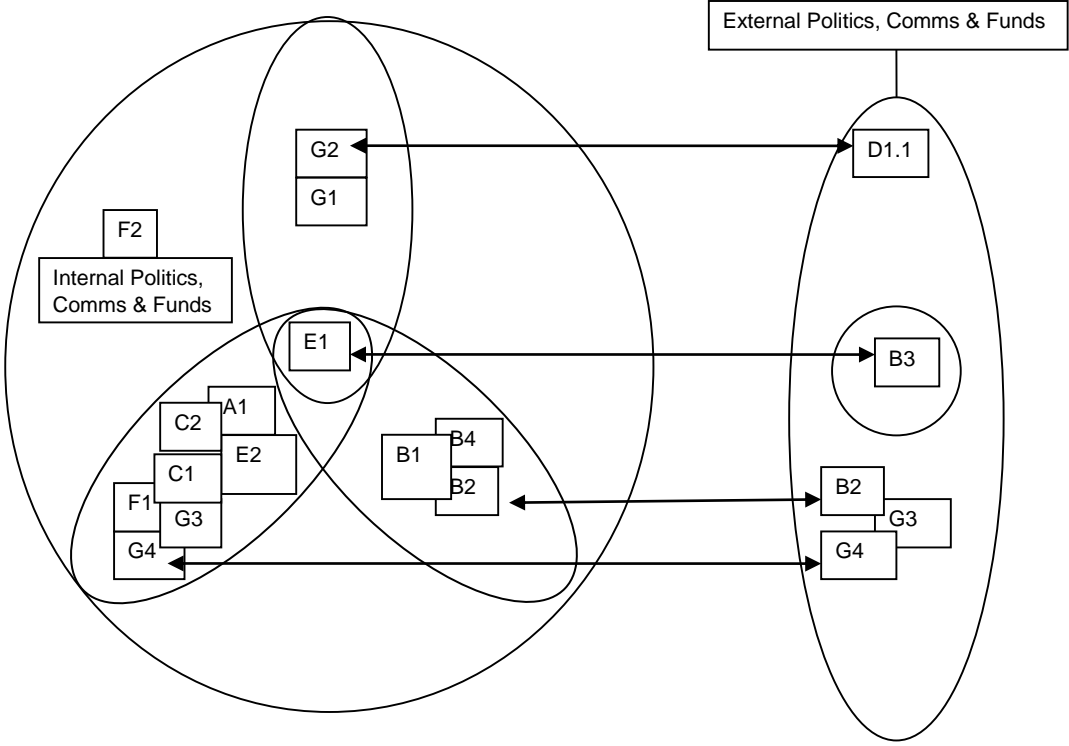 External Politics, Comms & Funds
G2
D1.1
G1
F2
Internal Politics,
Comms & Funds
E1
B3
A1
C2
B4
B1
E2
C1
B2
B2
F1
G3
G3
G4
G4